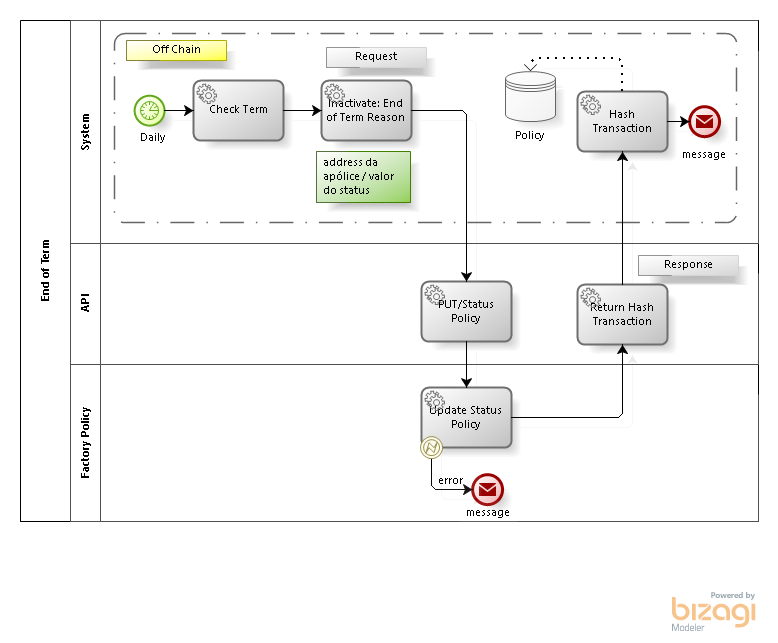 End of Term
System
Off Chain
Request
Daily
Check Term
Inactivate: End
of Term Reason
address da
apólice / valor
do status
Policy
Hash
Transaction
message
API
PUT/Status
Policy
Response
Return Hash
Transaction
Factory Policy
Update Status
Policy
error
message
Powered by
bizagi
Modeler